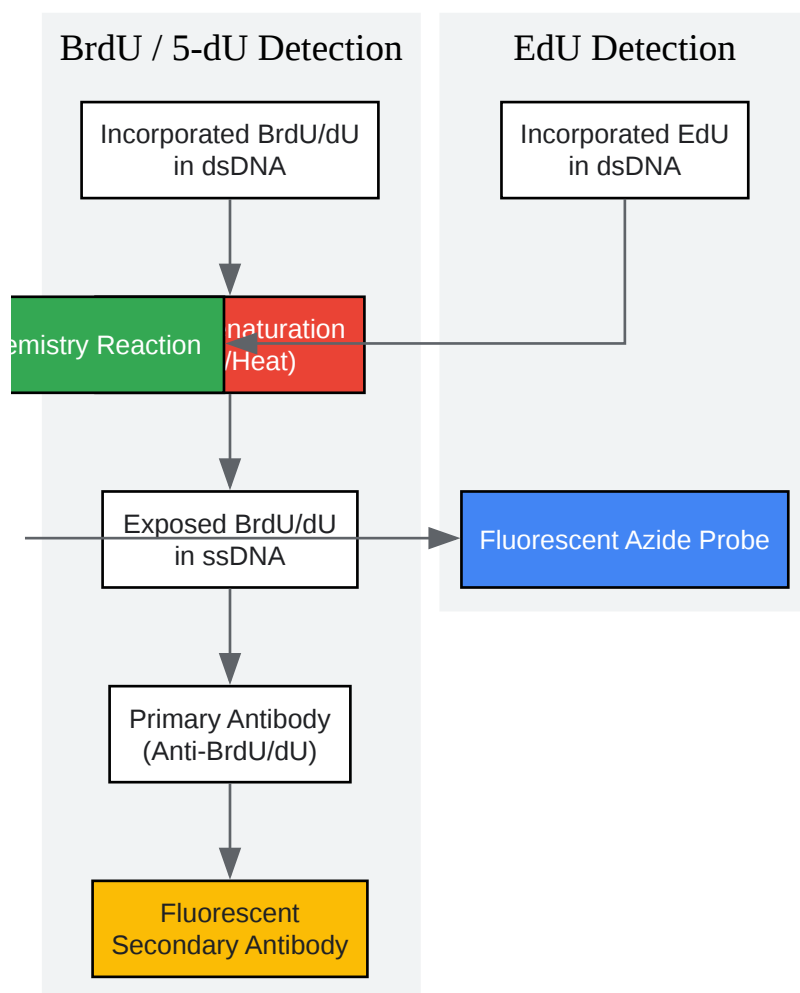 BrdU / 5-dU Detection
EdU Detection
Incorporated BrdU/dU
in dsDNA
Incorporated EdU
in dsDNA
emistry Reaction
naturation
/Heat)
Exposed BrdU/dU
in ssDNA
Fluorescent Azide Probe
Primary Antibody
(Anti-BrdU/dU)
Fluorescent
Secondary Antibody